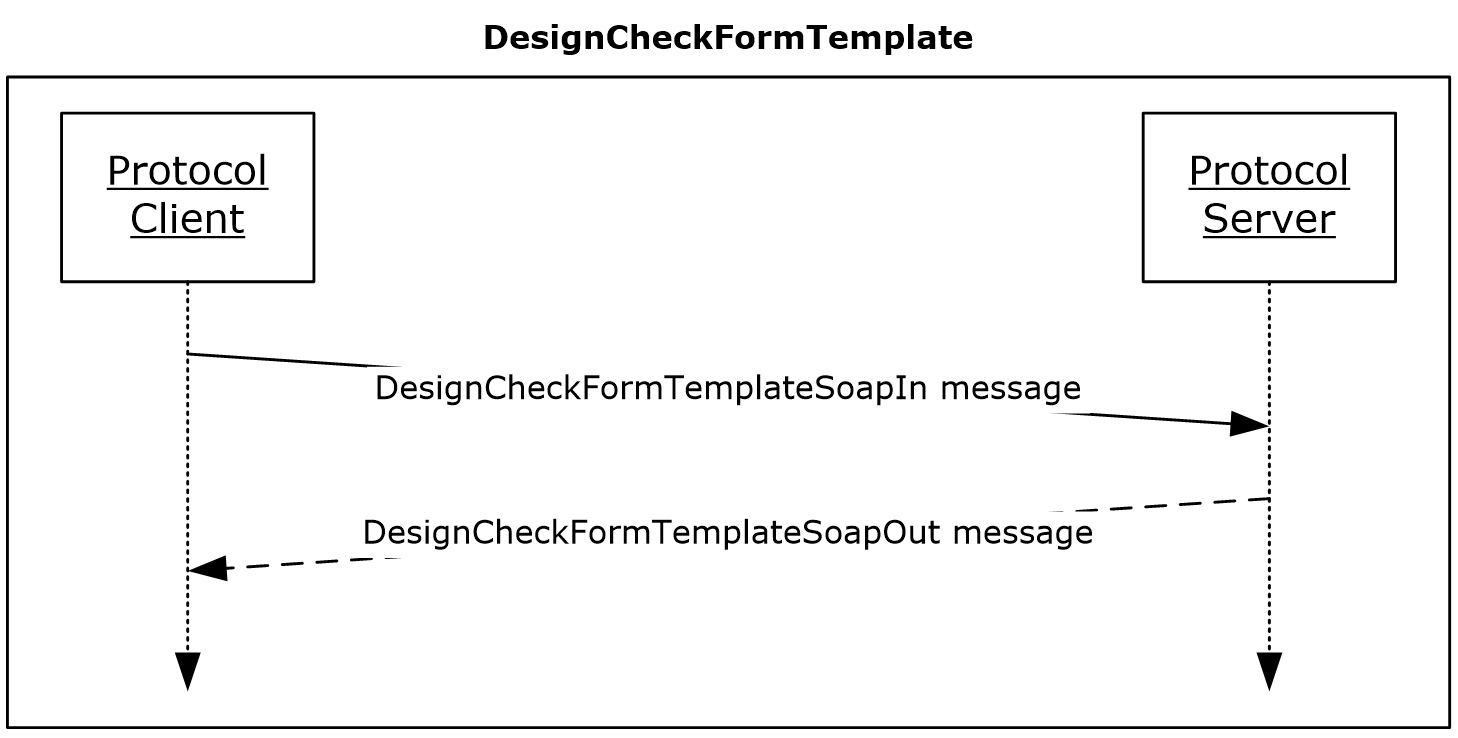 DesignCheckFormTemplate
Protocol
Client
Protocol
Server
DesignCheckFormTemplateSoapIn message
DesignCheckFormTemplateSoapOut message